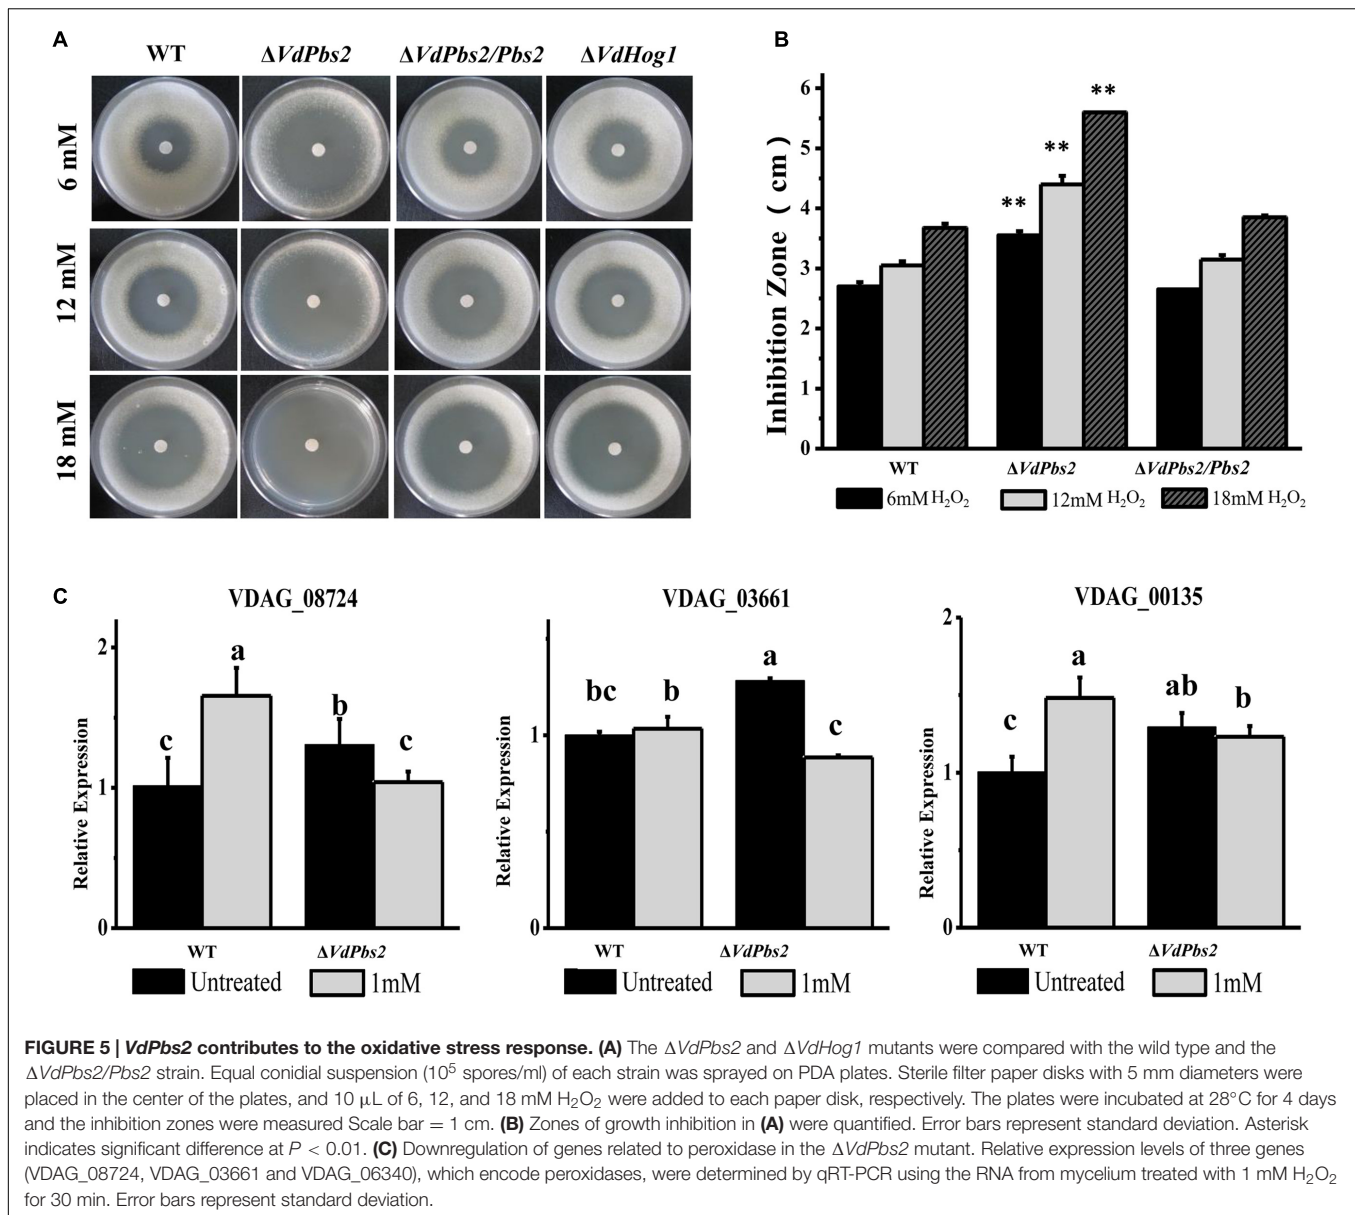 A
WT ΔVdPbs2 ΔVdPbs2/Pbs2 ΔVdHog1
6 mM
12 mM
18 mM
B
Inhibition Zone ( cm)
6
5
4
3
2
1
0
**
**
**
WT ΔVdPbs2 ΔVdPbs2/Pbs2
6mM H₂O₂ 12mM H₂O₂ 18mM H₂O₂
C
VDAG_08724
Relative Expression
2
1
0
c
a
b
c
WT ΔVdPbs2
Untreated 1mM
VDAG_03661
Relative Expression
1
0
bc
b
a
c
WT ΔVdPbs2
Untreated 1mM
VDAG_00135
Relative Expression
2
1
0
c
a
ab
b
WT ΔVdPbs2
Untreated 1mM
FIGURE 5 | VdPbs2 contributes to the oxidative stress response. (A) The ΔVdPbs2 and ΔVdHog1 mutants were compared with the wild type and the
ΔVdPbs2/Pbs2 strain. Equal conidial suspension (10⁵ spores/ml) of each strain was sprayed on PDA plates. Sterile filter paper disks with 5 mm diameters were
placed in the center of the plates, and 10 μL of 6, 12, and 18 mM H₂O₂ were added to each paper disk, respectively. The plates were incubated at 28°C for 4 days
and the inhibition zones were measured Scale bar = 1 cm. (B) Zones of growth inhibition in (A) were quantified. Error bars represent standard deviation. Asterisk
indicates significant difference at P < 0.01. (C) Downregulation of genes related to peroxidase in the ΔVdPbs2 mutant. Relative expression levels of three genes
(VDAG_08724, VDAG_03661 and VDAG_06340), which encode peroxidases, were determined by qRT-PCR using the RNA from mycelium treated with 1 mM H₂O₂
for 30 min. Error bars represent standard deviation.